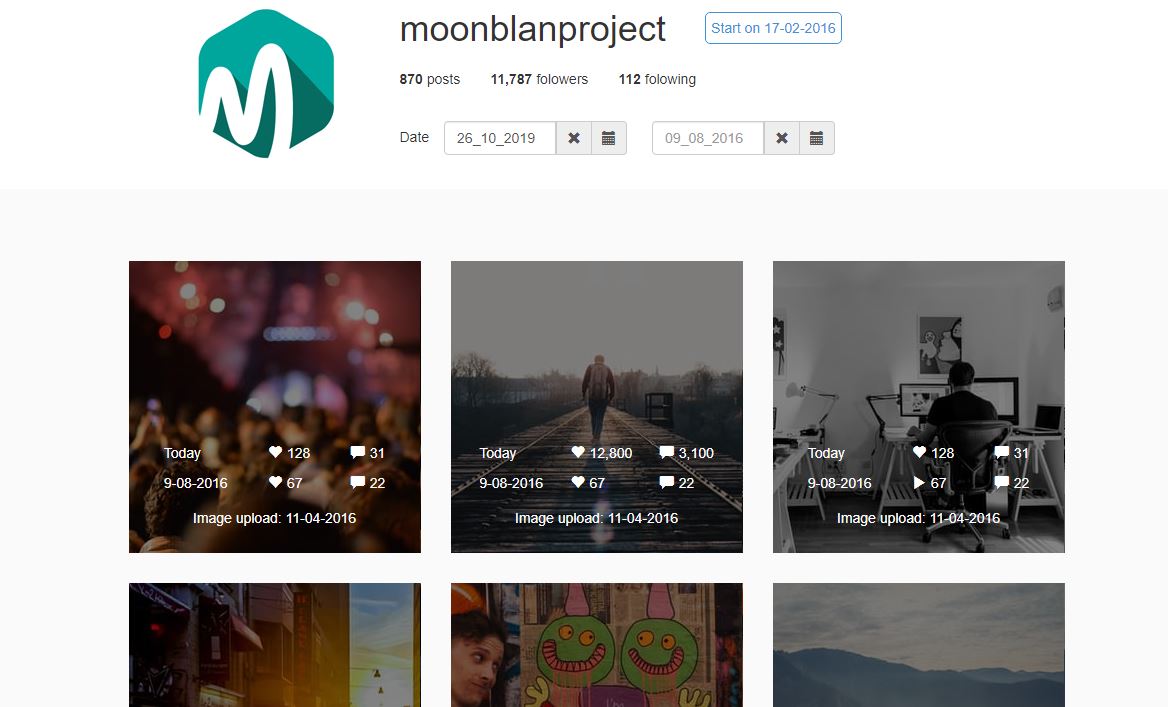 moonblanproject
Start on 17-02-2016
870 posts 11,787 folowers 112 folowing
Date 26_10_2019 09_08_2016
Today 128 31
9-08-2016 67 22
Image upload: 11-04-2016
Today 12,800 3,100
9-08-2016 67 22
Image upload: 11-04-2016
Today 128 31
9-08-2016 67 22
Image upload: 11-04-2016
I'm